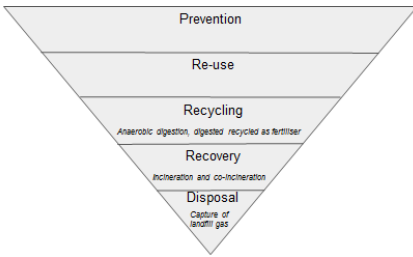 Prevention
Re-use
Recycling
Anaerobic digestion, digested recycled as fertiliser
Recovery
Incineration and co-incineration
Disposal
Capture of
landfill gas